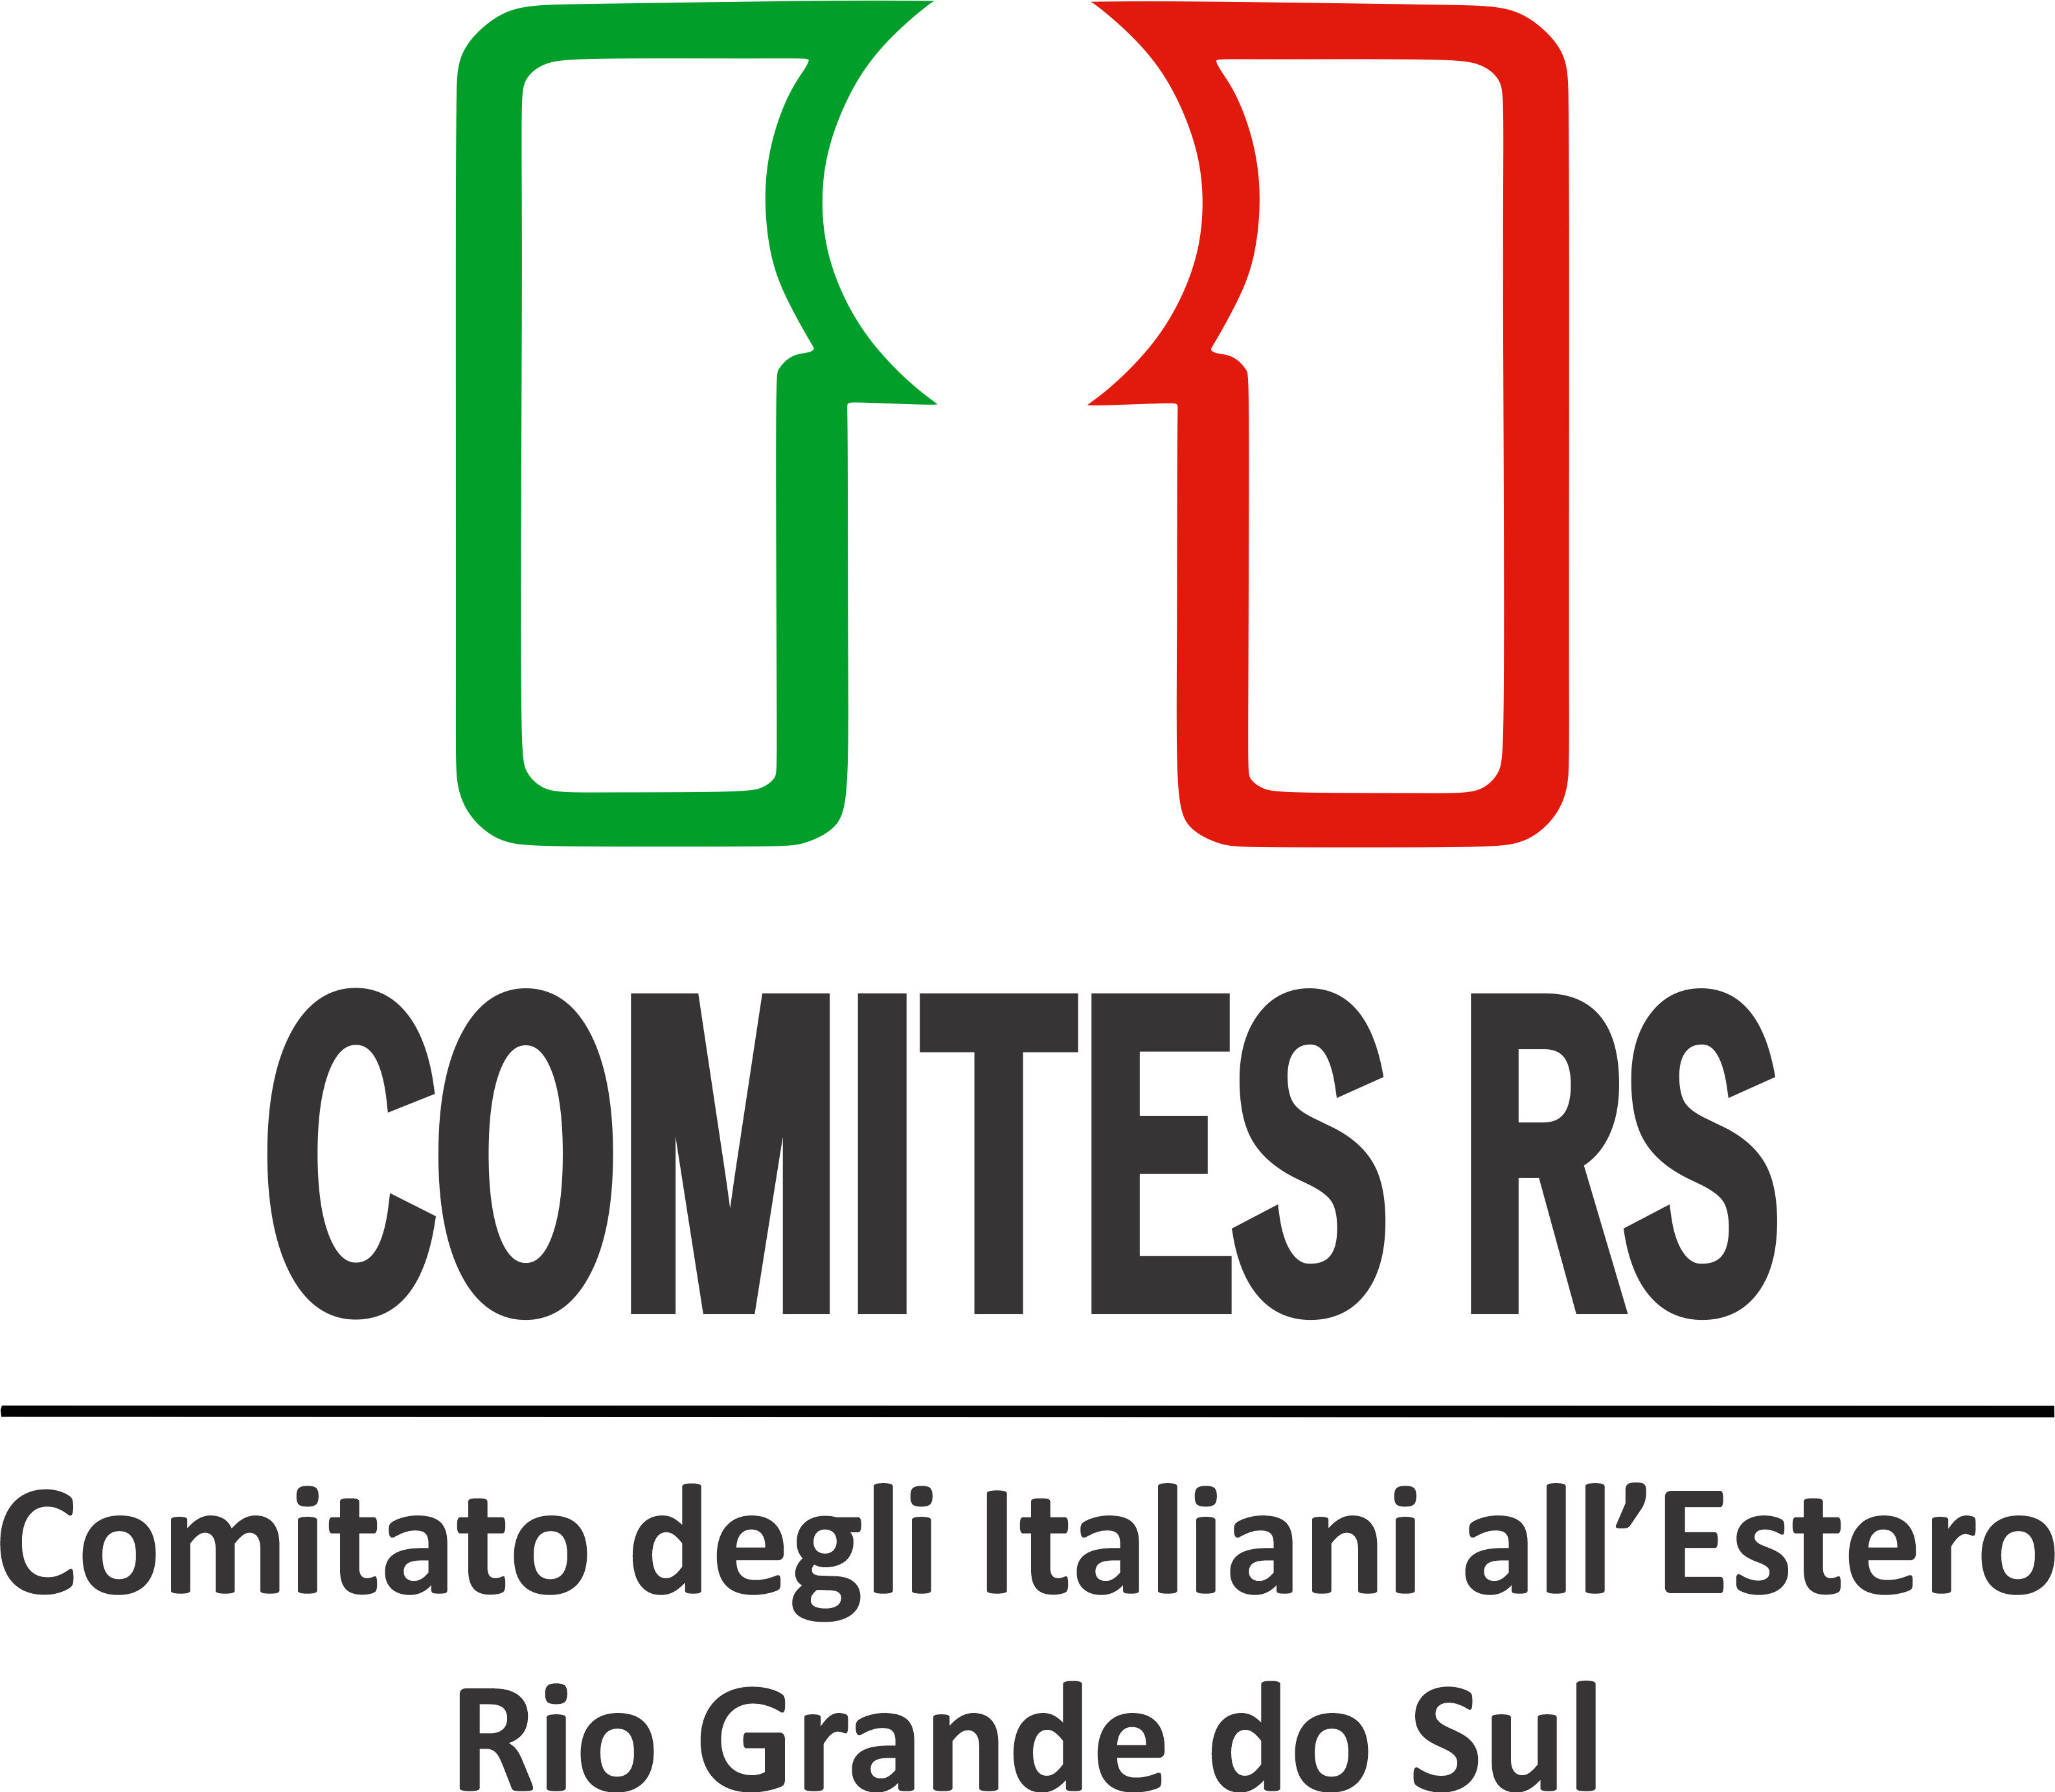 COMITES RS
Comitato degli Italiani all' Estero
Rio Grande do Sul